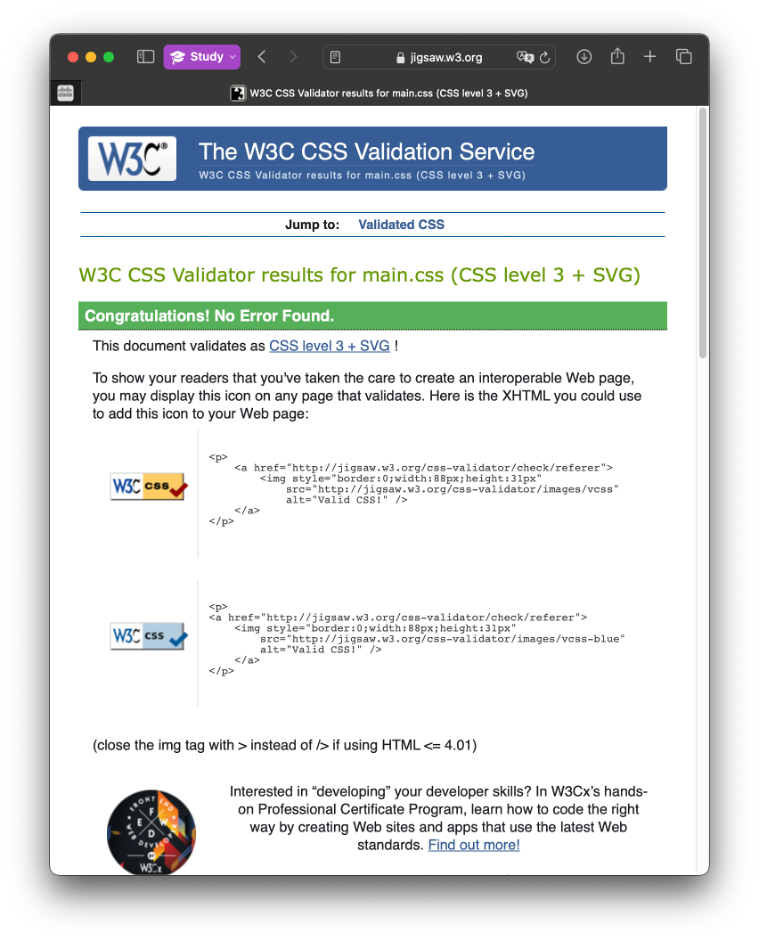 Study
jigsaw.w3.org
W3C CSS Validator results for main.css (CSS level 3 + SVG)
W3C®
The W3C CSS Validation Service
W3C CSS Validator results for main.css (CSS level 3 + SVG)
Jump to: Validated CSS
W3C CSS Validator results for main.css (CSS level 3 + SVG)
Congratulations! No Error Found.
This document validates as CSS level 3 + SVG !
To show your readers that you've taken the care to create an interoperable Web page,
you may display this icon on any page that validates. Here is the XHTML you could use
to add this icon to your Web page:
W3C css
<p>
<a href="http://jigsaw.w3.org/css-validator/check/referer">
<img style="border:0;width:88px;height:31px"
src="http://jigsaw.w3.org/css-validator/images/vcss"
alt="Valid CSS!" />
</a>
</p>
W3C css
<p>
<a href="http://jigsaw.w3.org/css-validator/check/referer">
<img style="border:0;width:88px;height:31px"
src="http://jigsaw.w3.org/css-validator/images/vcss-blue"
alt="Valid CSS!" />
</a>
</p>
(close the img tag with > instead of /> if using HTML <= 4.01)
FRONT END
WEB DEVELOP
F E W D
W3Cx
Interested in “developing” your developer skills? In W3Cx’s hands-
on Professional Certificate Program, learn how to code the right
way by creating Web sites and apps that use the latest Web
standards. Find out more!